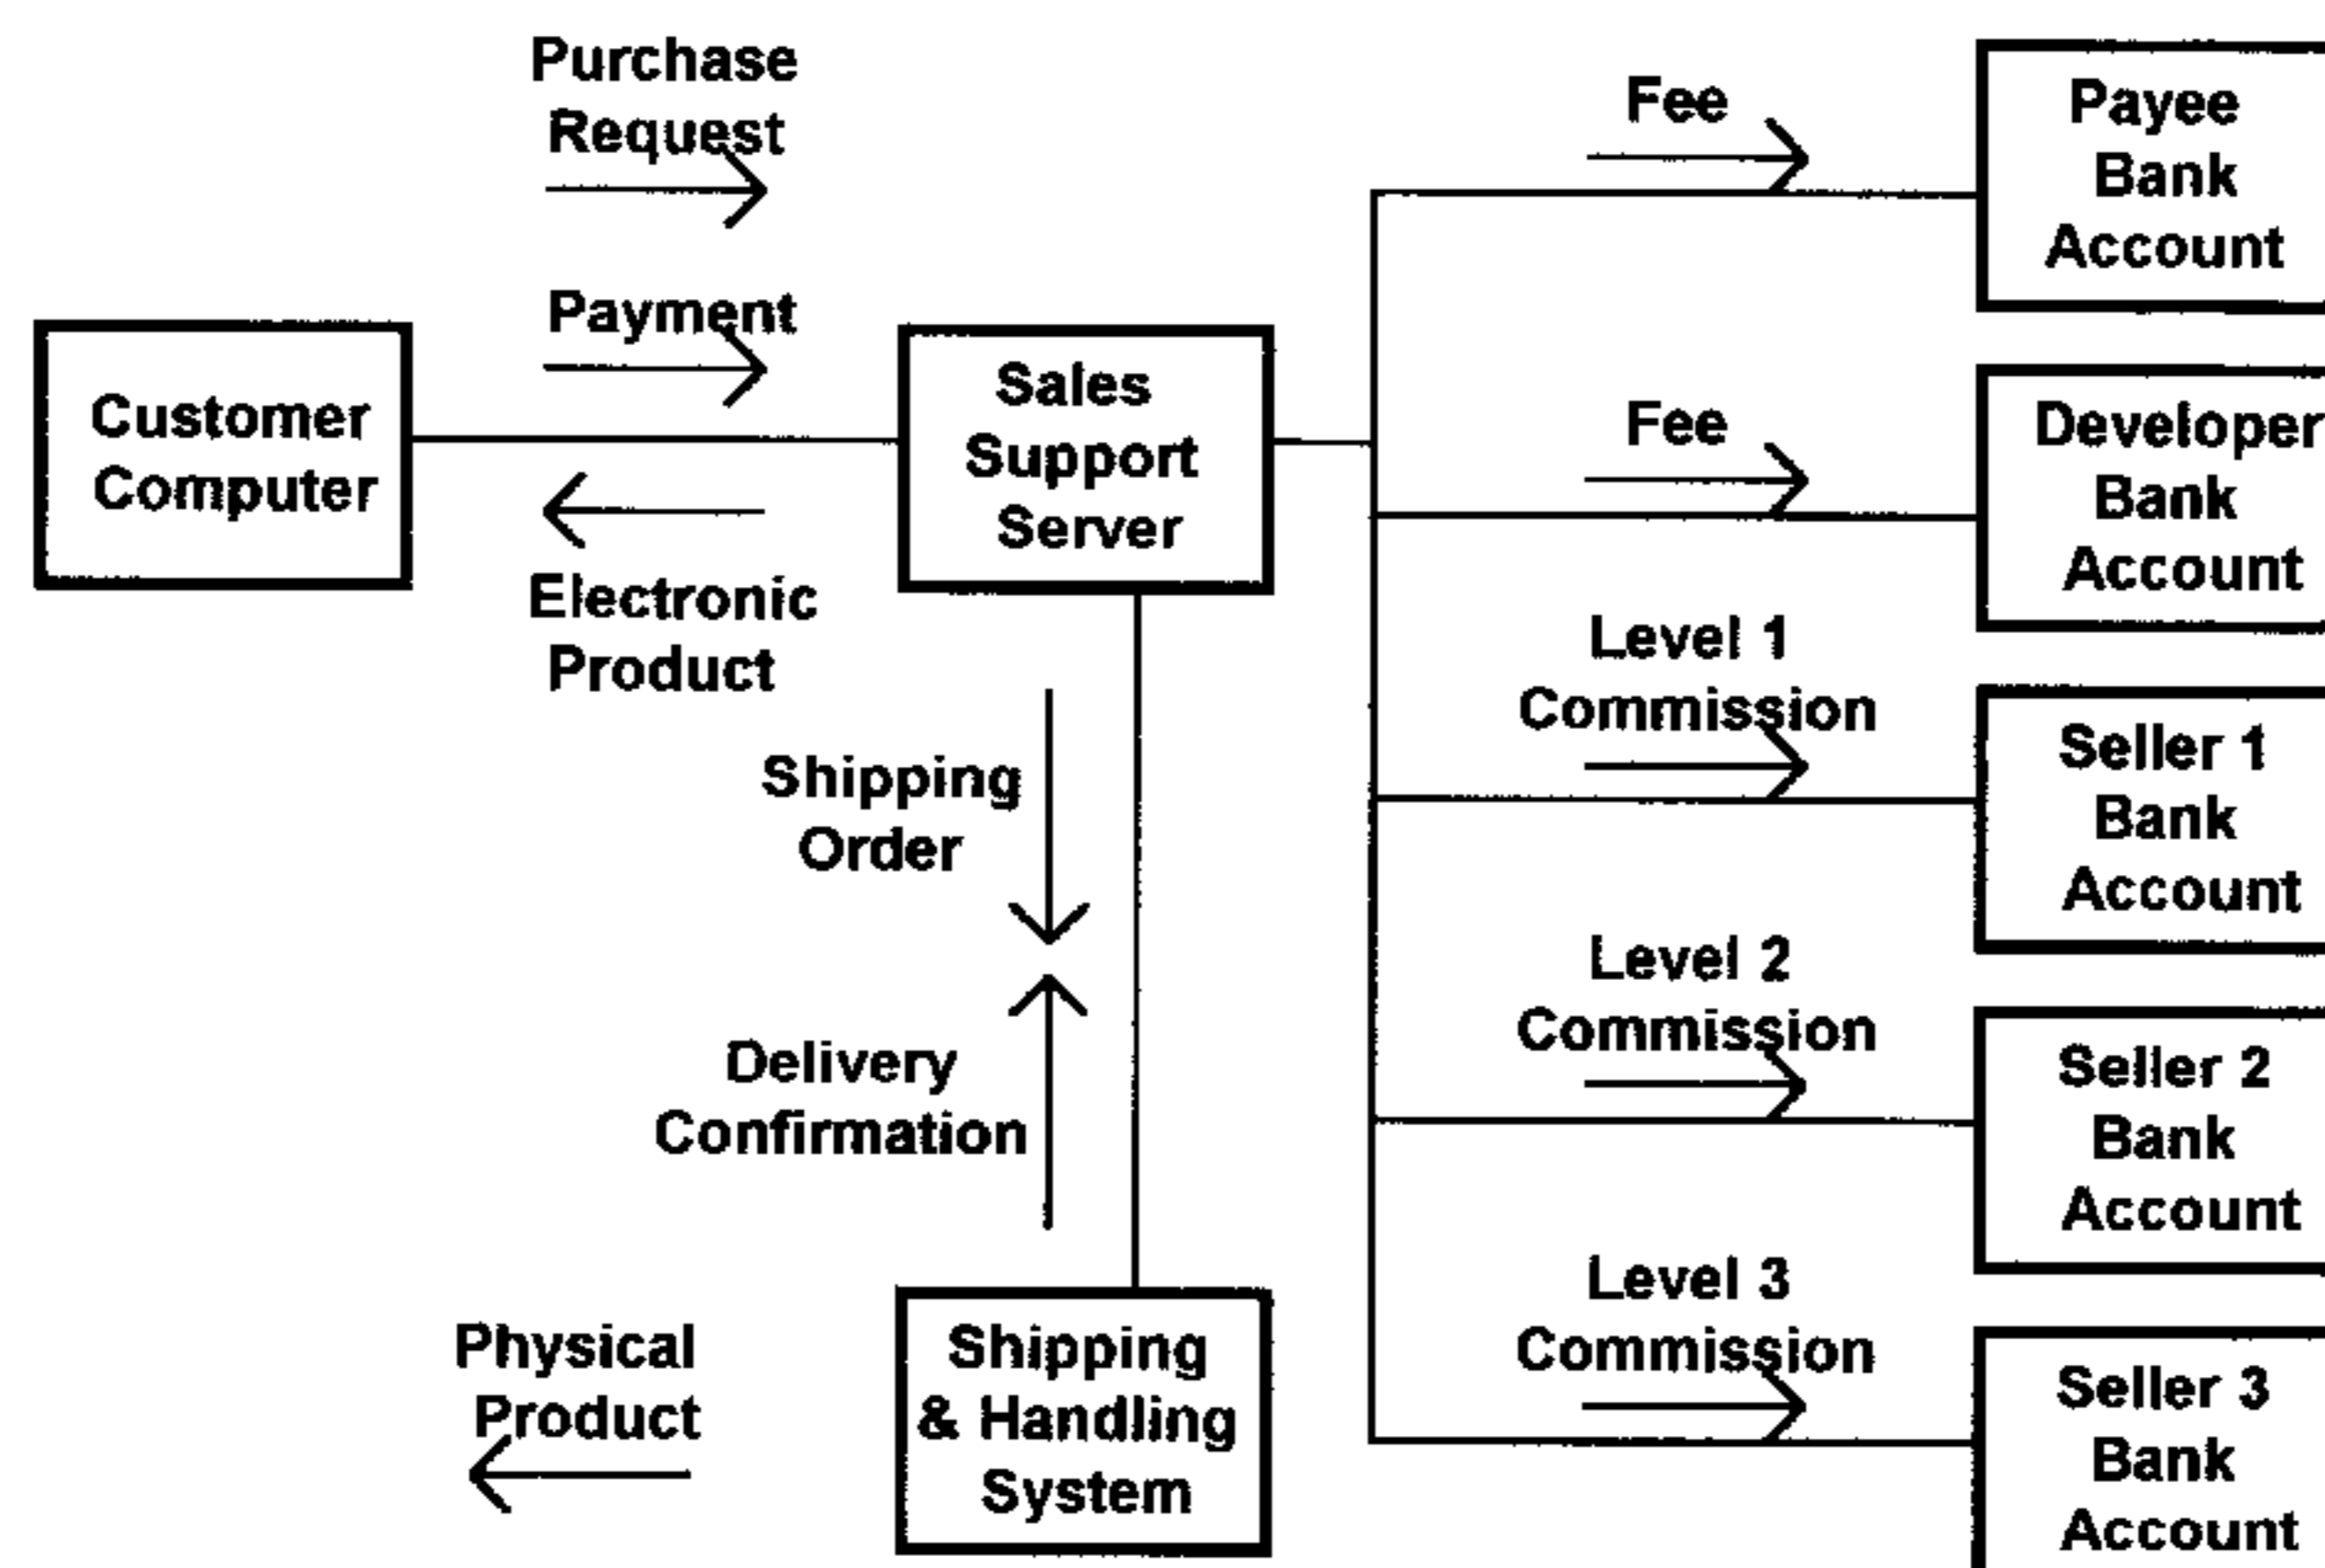 Purchase
Request
Payment
Customer
Computer
Electronic
Product
Sales
Support
Server
Shipping
Order
Delivery
Confirmation
Physical
Product
Shipping
& Handling
System
Fee
Payee
Bank
Account
Fee
Developer
Bank
Account
Level 1
Commission
Seller 1
Bank
Account
Level 2
Commission
Seller 2
Bank
Account
Level 3
Commission
Seller 3
Bank
Account